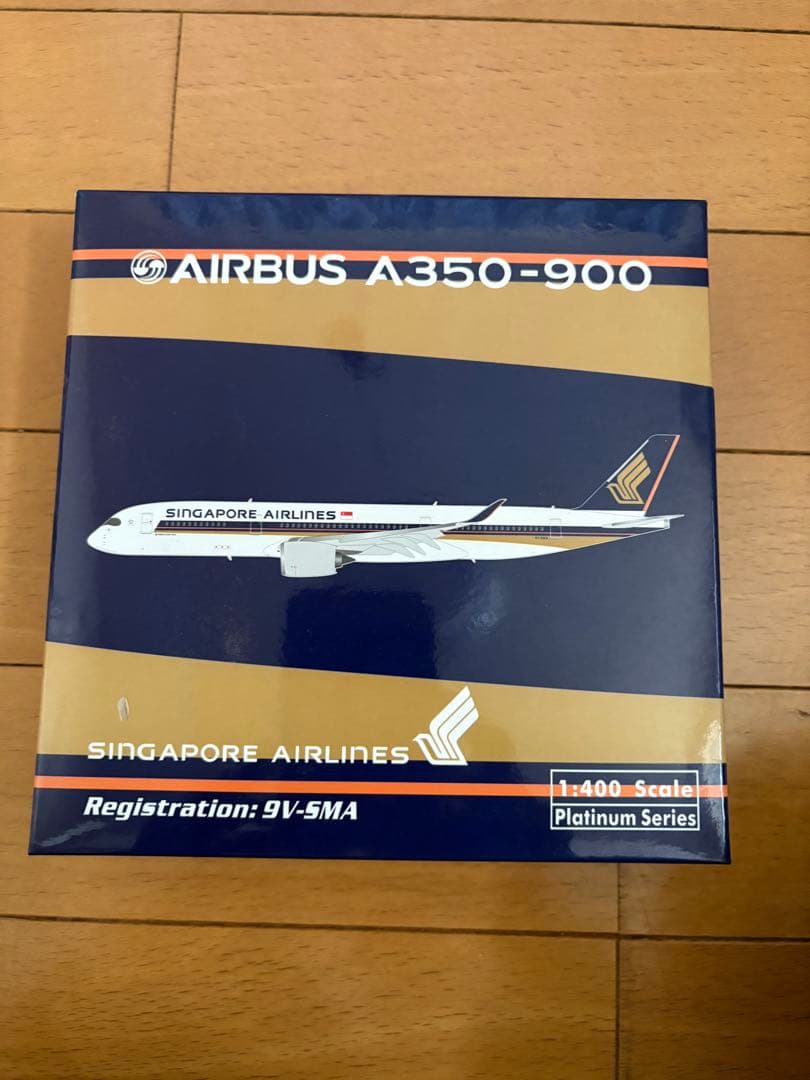 AIRBUS A350-900
SINGAPORE AIRLINES
SINGAPORE AIRLINES
Registration: 9V-SMA
1:400 Scale
Platinum Series